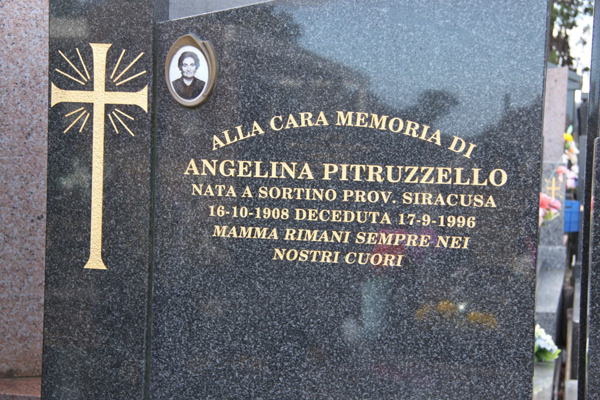 ALLA CARA MEMORIA DI
ANGELINA PITRUZZELLO
NATA A SORTINO PROV. SIRACUSA
16-10-1908 DECEDUTA 17-9-1996
MAMMA RIMANI SEMPRE NEI
NOSTRI CUORI